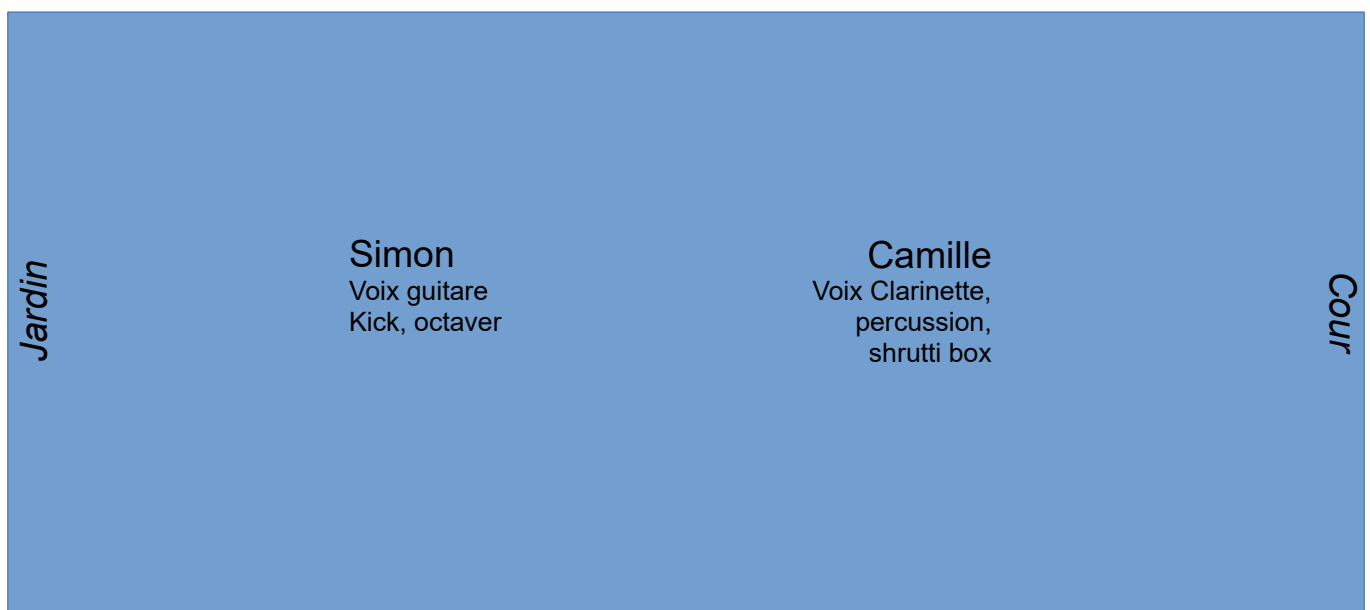 Jardin
Simon
Voix guitare
Kick, octaver
Camille
Voix Clarinette,
percussion,
shrutti box
Cour